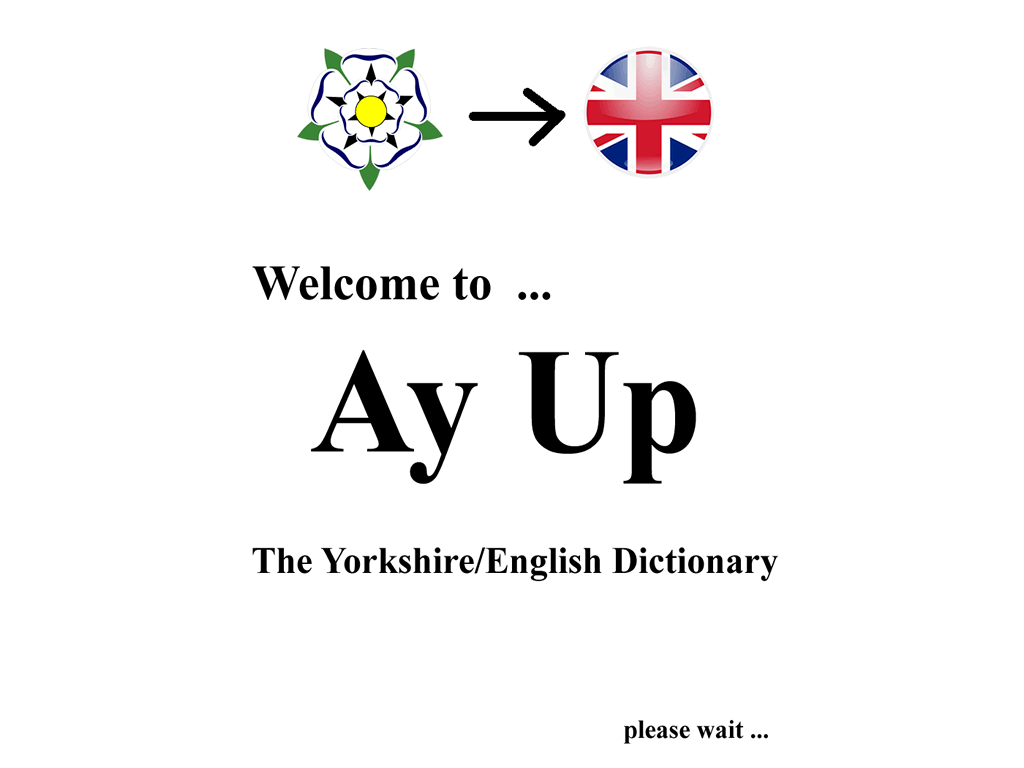 Welcome to ...
Ay Up
The Yorkshire/English Dictionary
please wait ...